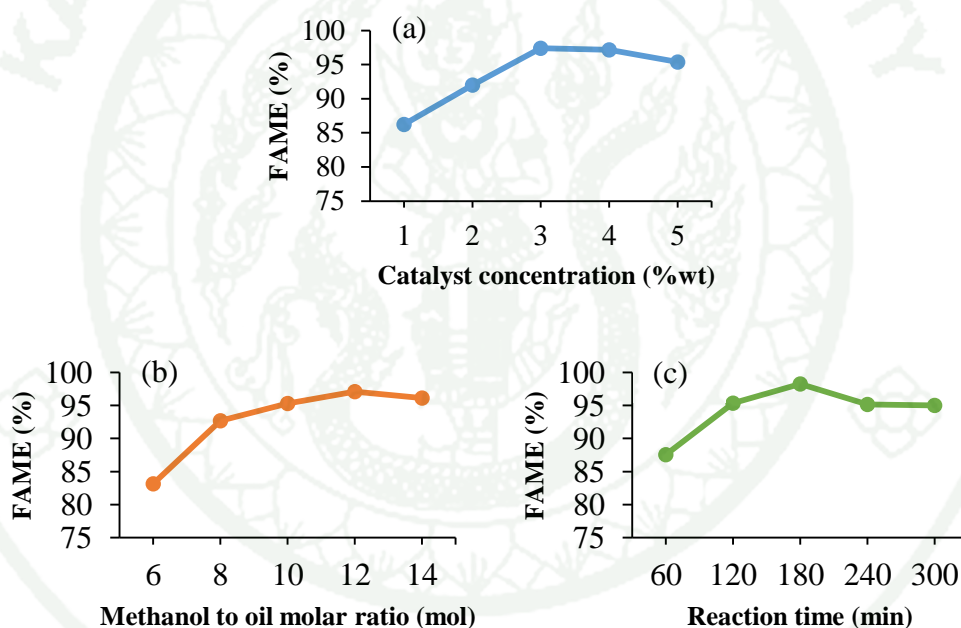 (a)
FAME (%)
100
95
90
85
80
75
1 2 3 4 5
Catalyst concentration (%wt)
(b)
FAME (%)
100
95
90
85
80
75
6 8 10 12 14
Methanol to oil molar ratio (mol)
(c)
FAME (%)
100
95
90
85
80
75
60 120 180 240 300
Reaction time (min)